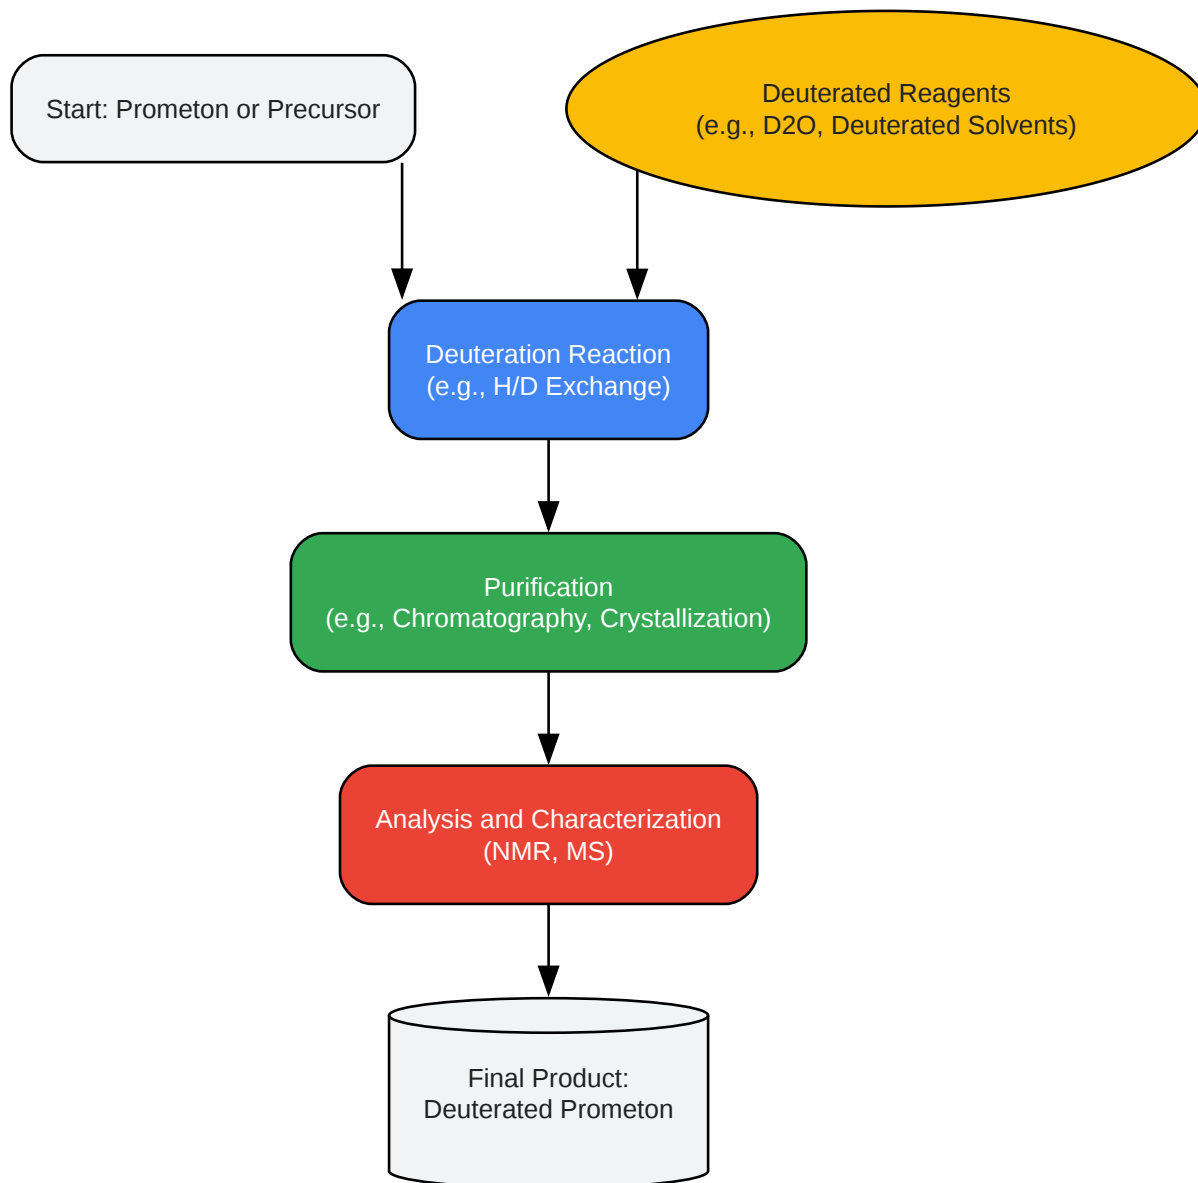 Start: Prometon or Precursor
Deuterated Reagents
(e.g., D2O, Deuterated Solvents)
Deuteration Reaction
(e.g., H/D Exchange)
Purification
(e.g., Chromatography, Crystallization)
Analysis and Characterization
(NMR, MS)
Final Product:
Deuterated Prometon